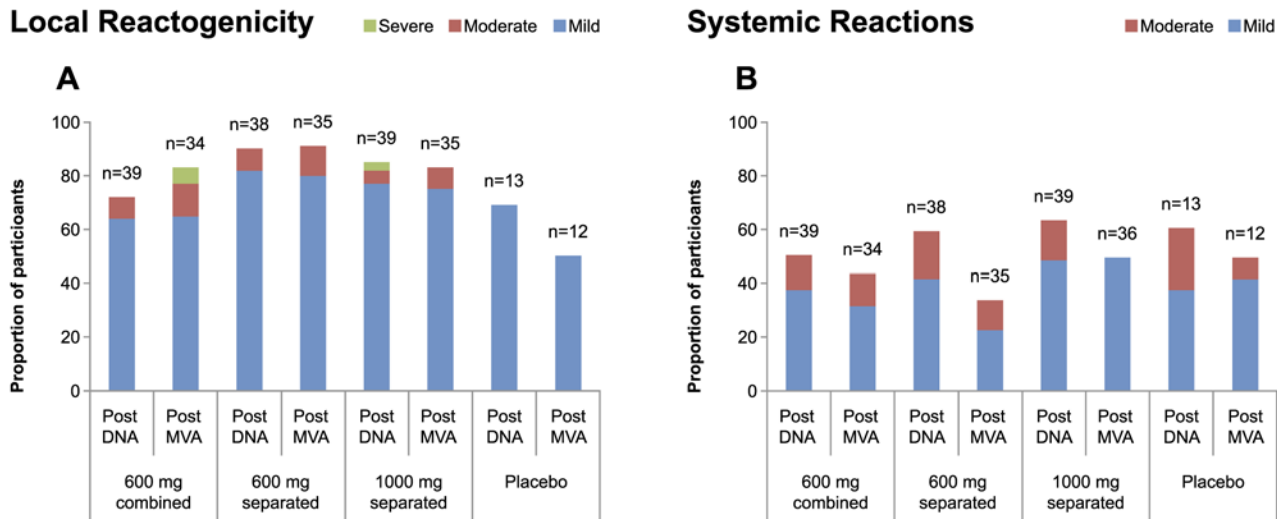 Local Reactogenicity
Severe Moderate Mild
A
Proportion of particioants
100
80
60
40
20
0
n=39
n=34
n=38
n=35
n=39
n=35
n=13
n=12
Post DNA
Post MVA
Post DNA
Post MVA
Post DNA
Post MVA
Post DNA
Post MVA
600 mg combined
600 mg separated
1000 mg separated
Placebo
Systemic Reactions
Moderate Mild
B
Proportion of particioants
100
80
60
40
20
0
n=39
n=34
n=38
n=35
n=39
n=36
n=13
n=12
Post DNA
Post MVA
Post DNA
Post MVA
Post DNA
Post MVA
Post DNA
Post MVA
600 mg combined
600 mg separated
1000 mg separated
Placebo